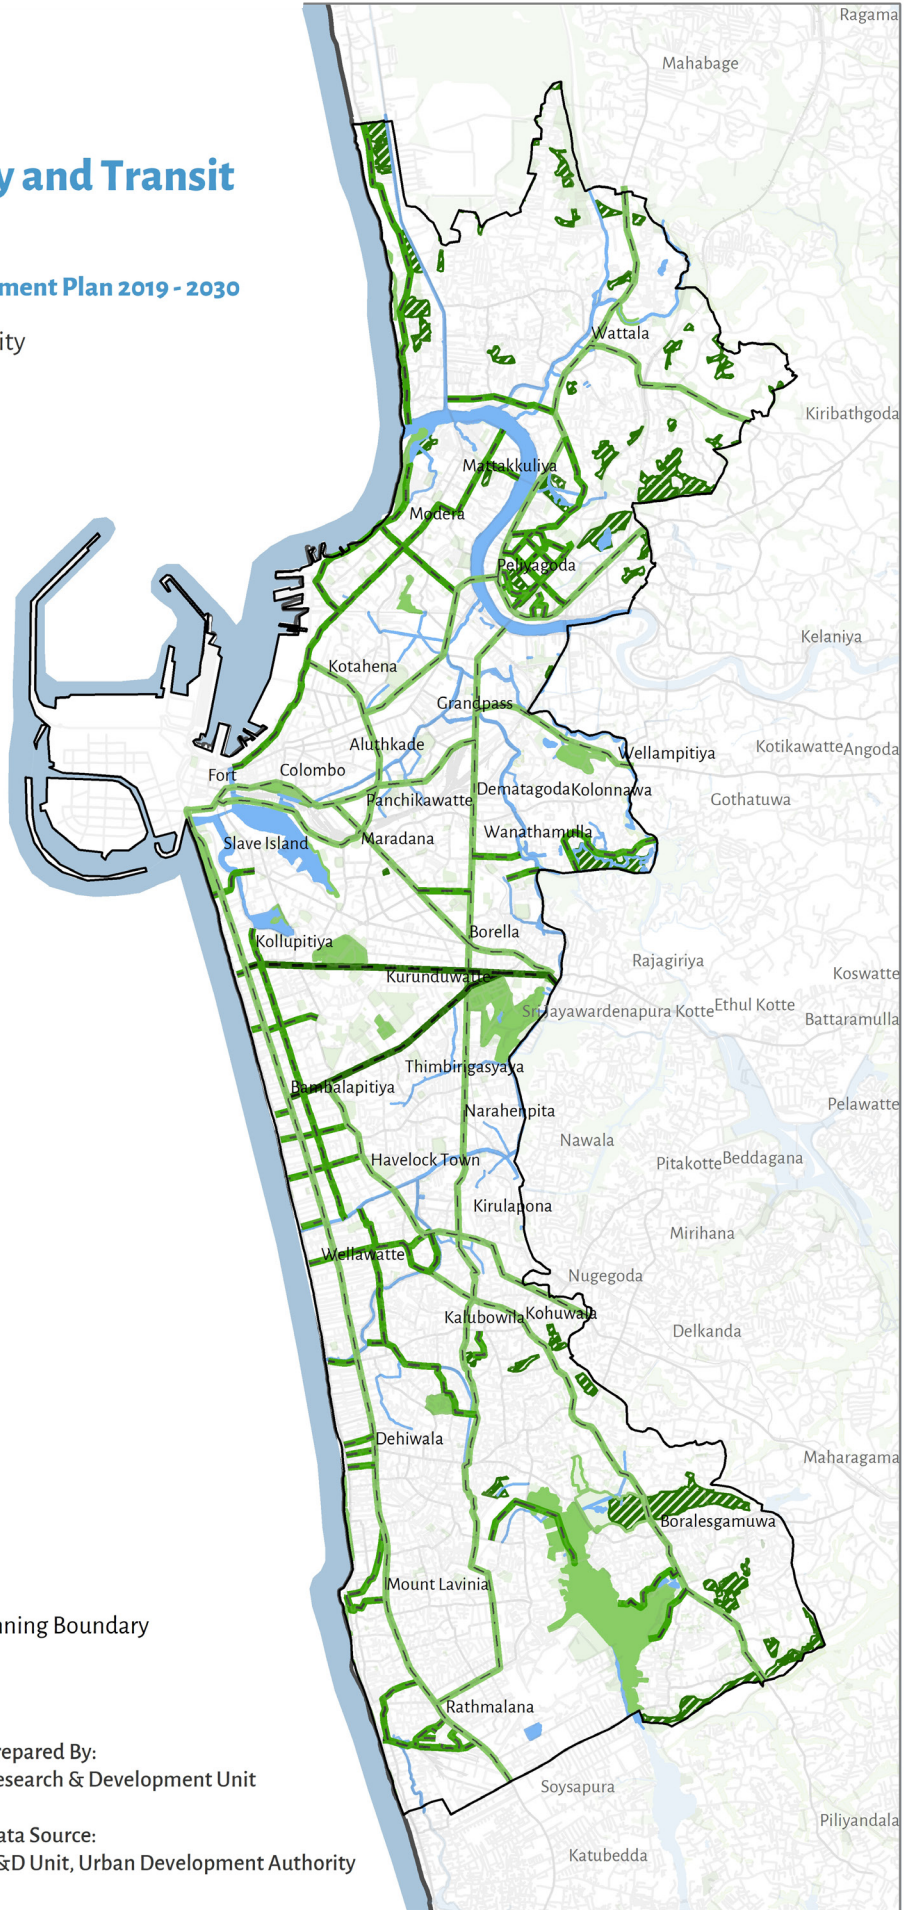 Ragama
Mahabage
y and Transit
ment Plan 2019 - 2030
ity
Wattala
Kiribathgoda
Mattakkuliya
Modera
Peliyagoda
Kelaniya
Kotahena
Grandpass
Aluthkade
Wellampitiya
Kotikawatte
Angoda
Fort
Colombo
Dematagoda
Kolonnawa
Panchikawatte
Gothatuwa
Wanathamulla
Maradana
Slave Island
Borella
Kollupitiya
Rajagiriya
Kurunduwatte
Koswatte
Sri Jayawardenapura Kotte
Ethul Kotte
Battaramulla
Thimbirigasyaya
Bambalapitiya
Narahenpita
Pelawatte
Nawala
Havelock Town
Pitakotte
Beddagana
Kirulapona
Mirihana
Wellawatte
Nugegoda
Kalubowila
Kohuwala
Delkanda
Dehiwala
Maharagama
Boralesgamuwa
Mount Lavinia
nning Boundary
Rathmalana
repared By:
esearch & Development Unit
Soysapura
Piliyandala
ata Source:
&D Unit, Urban Development Authority
Katubedda